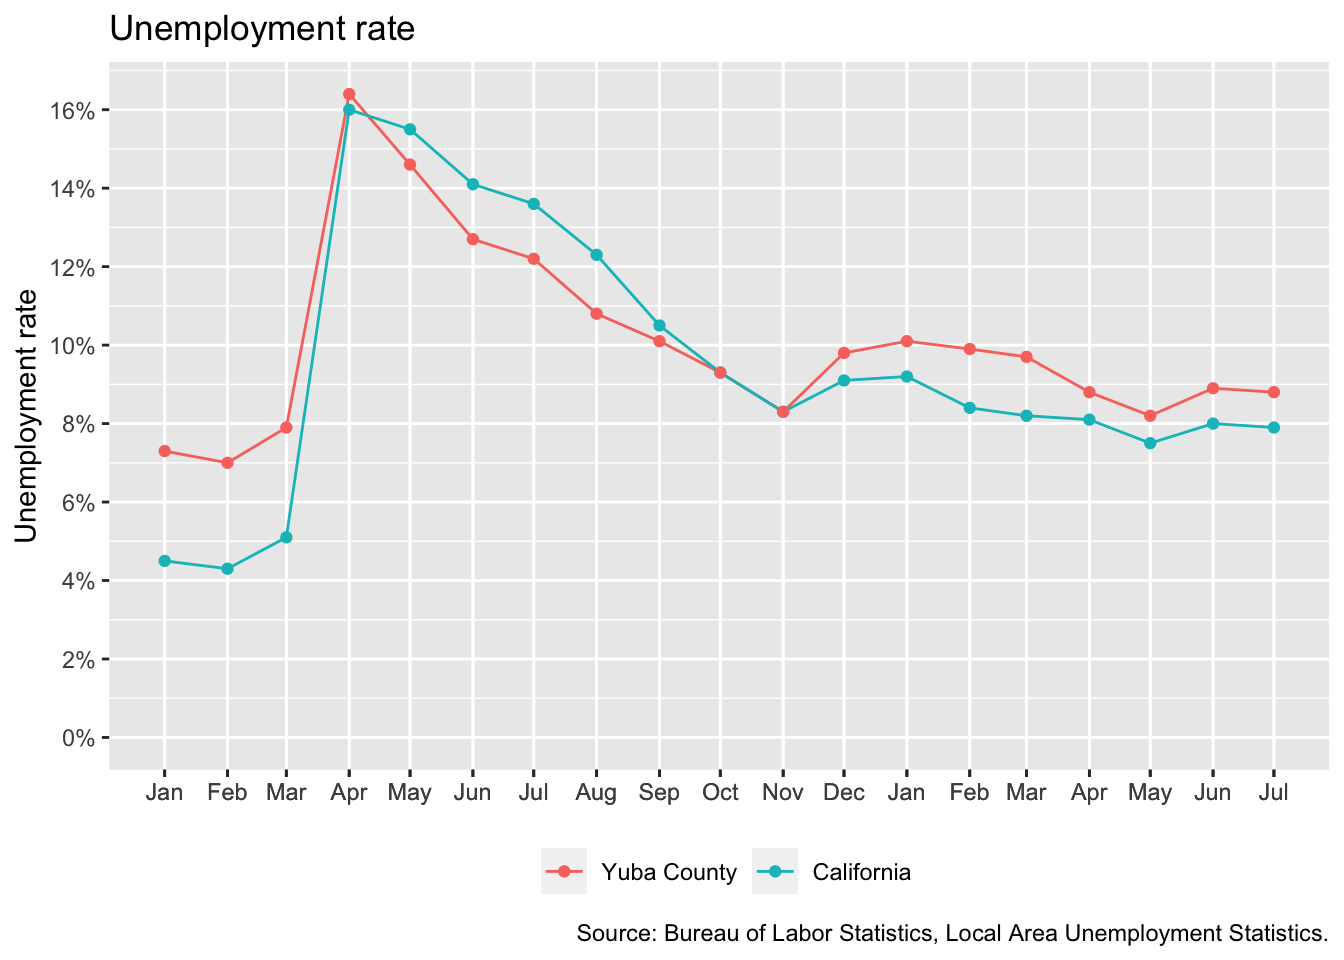 Unemployment rate
Unemployment rate
16%
14%
12%
10%
8%
6%
4%
2%
0%
Jan Feb Mar Apr May Jun Jul Aug Sep Oct Nov Dec Jan Feb Mar Apr May Jun Jul
Yuba County California
Source: Bureau of Labor Statistics, Local Area Unemployment Statistics.